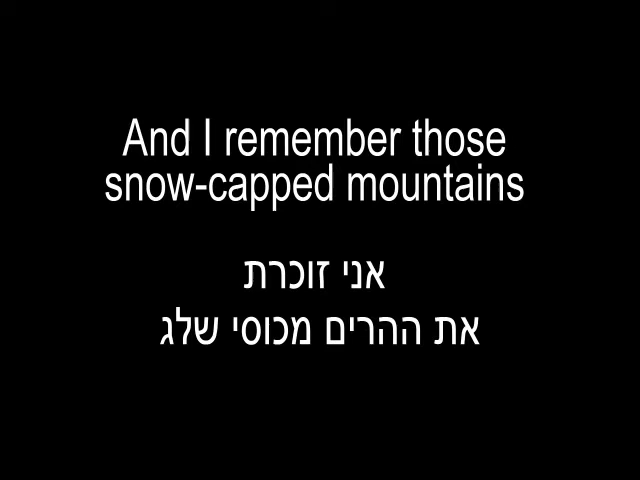 And I remember those
snow-capped mountains
אני זוכרת
את ההרים מכוסי שלג